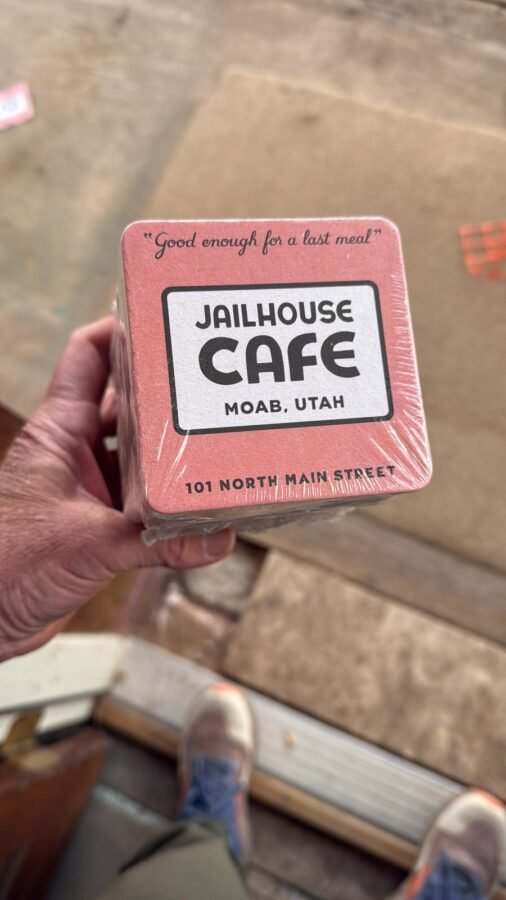 "Good enough for a last meal"
JAILHOUSE
CAFE
MOAB, UTAH
101 NORTH MAIN STREET